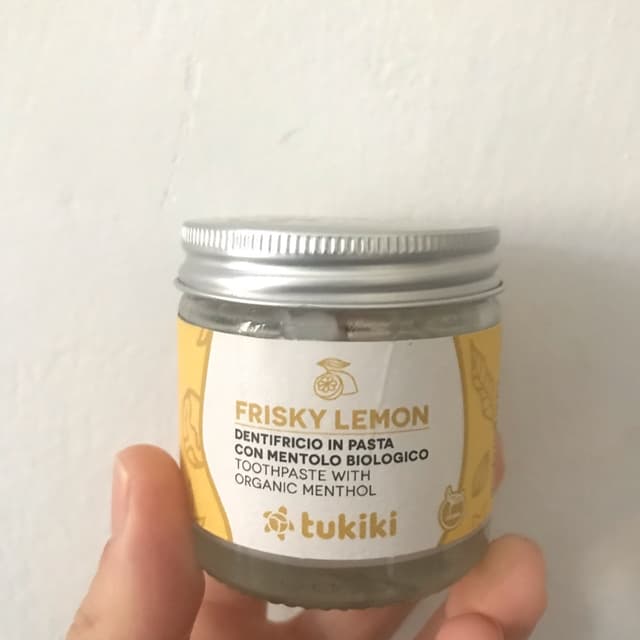 FRISKY LEMON
DENTIFRICIO IN PASTA
CON MENTOLO BIOLOGICO
TOOTHPASTE WITH
ORGANIC MENTHOL
tukiki